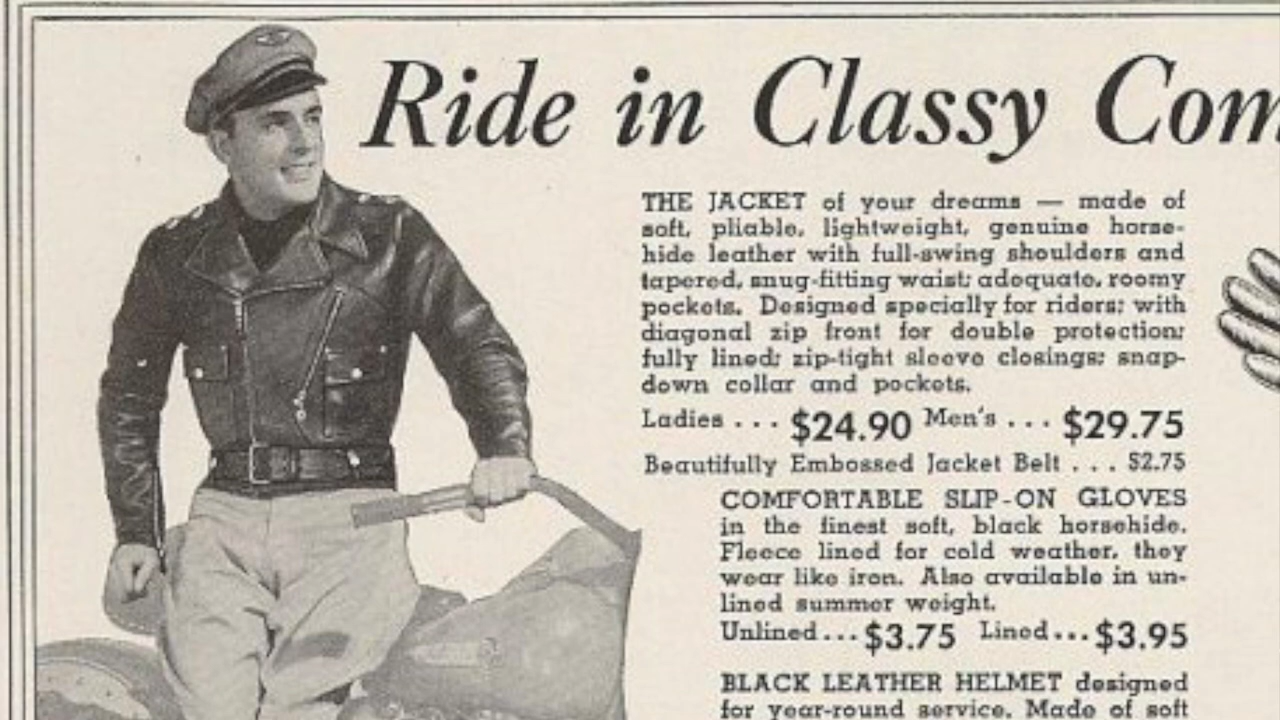 Ride in Classy Com
THE JACKET of your dreams — made of
soft, pliable, lightweight, genuine horse-
hide leather with full-swing shoulders and
tapered, snug-fitting waist; adequate, roomy
pockets. Designed specially for riders; with
diagonal zip front for double protection;
fully lined; zip-tight sleeve closings; snap-
down collar and pockets.
Ladies . . . $24.90 Men's . . . $29.75
Beautifully Embossed Jacket Belt . . . $2.75
COMFORTABLE SLIP-ON GLOVES
in the finest soft, black horsehide.
Fleece lined for cold weather, they
wear like iron. Also available in un-
lined summer weight.
Unlined . . . $3.75 Lined . . . $3.95
BLACK LEATHER HELMET designed
for year-round service. Made of soft